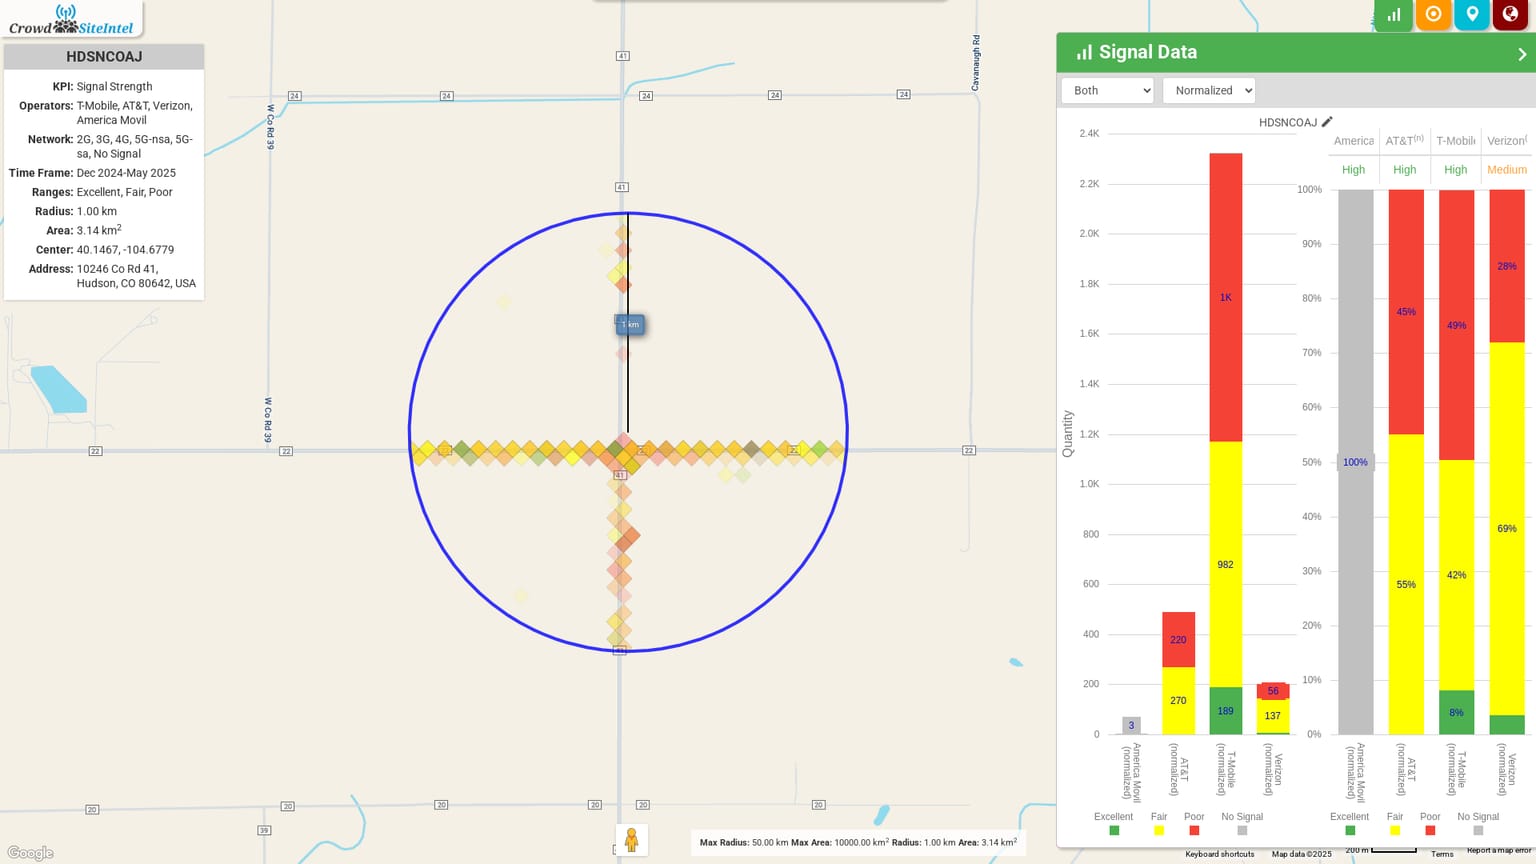 Crowd SiteIntel
HDSNCOAJ
KPI: Signal Strength
Operators: T-Mobile, AT&T, Verizon,
America Movil
Network: 2G, 3G, 4G, 5G-nsa, 5G-
sa, No Signal
Time Frame: Dec 2024-May 2025
Ranges: Excellent, Fair, Poor
Radius: 1.00 km
Area: 3.14 km²
Center: 40.1467, -104.6779
Address: 10246 Co Rd 41,
Hudson, CO 80642, USA
41
24
24
24
24
24
W Co Rd 39
Cavanaugh Rd
41
1 km
W Co Rd 39
22
22
22
41
20
20
20
20
20
20
39
Google
Max Radius: 50.00 km Max Area: 10000.00 km² Radius: 1.00 km Area: 3.14 km²
Signal Data
Both
Normalized
HDSNCOAJ
Quantity
2.4K
2.2K
2.0K
1.8K
1.6K
1.4K
1.2K
1.0K
800
600
400
200
0
3
220
270
1K
982
189
56
137
America Movil
(normalized)
AT&T
(normalized)
T-Mobile
(normalized)
Verizon
(normalized)
Excellent Fair Poor No Signal
America AT&T(n) T-Mobile Verizon(
High High High Medium
100%
90%
80%
70%
60%
50%
40%
30%
20%
10%
0%
100%
45%
55%
49%
42%
8%
28%
69%
America Movil
(normalized)
AT&T
(normalized)
T-Mobile
(normalized)
Verizon
(normalized)
Excellent Fair Poor No Signal
Keyboard shortcuts Map data ©2025 200 m Terms Report a map error